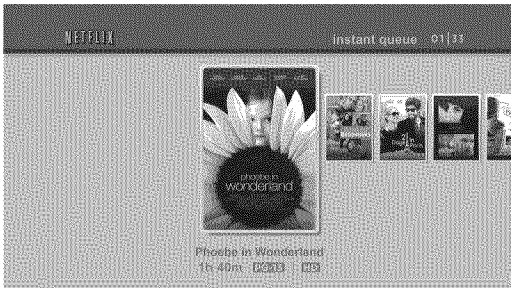 NETFLIX
instant queue 01|33
phoebe in
wonderland
Phoebe in Wonderland
1h 40m PG-13 HD